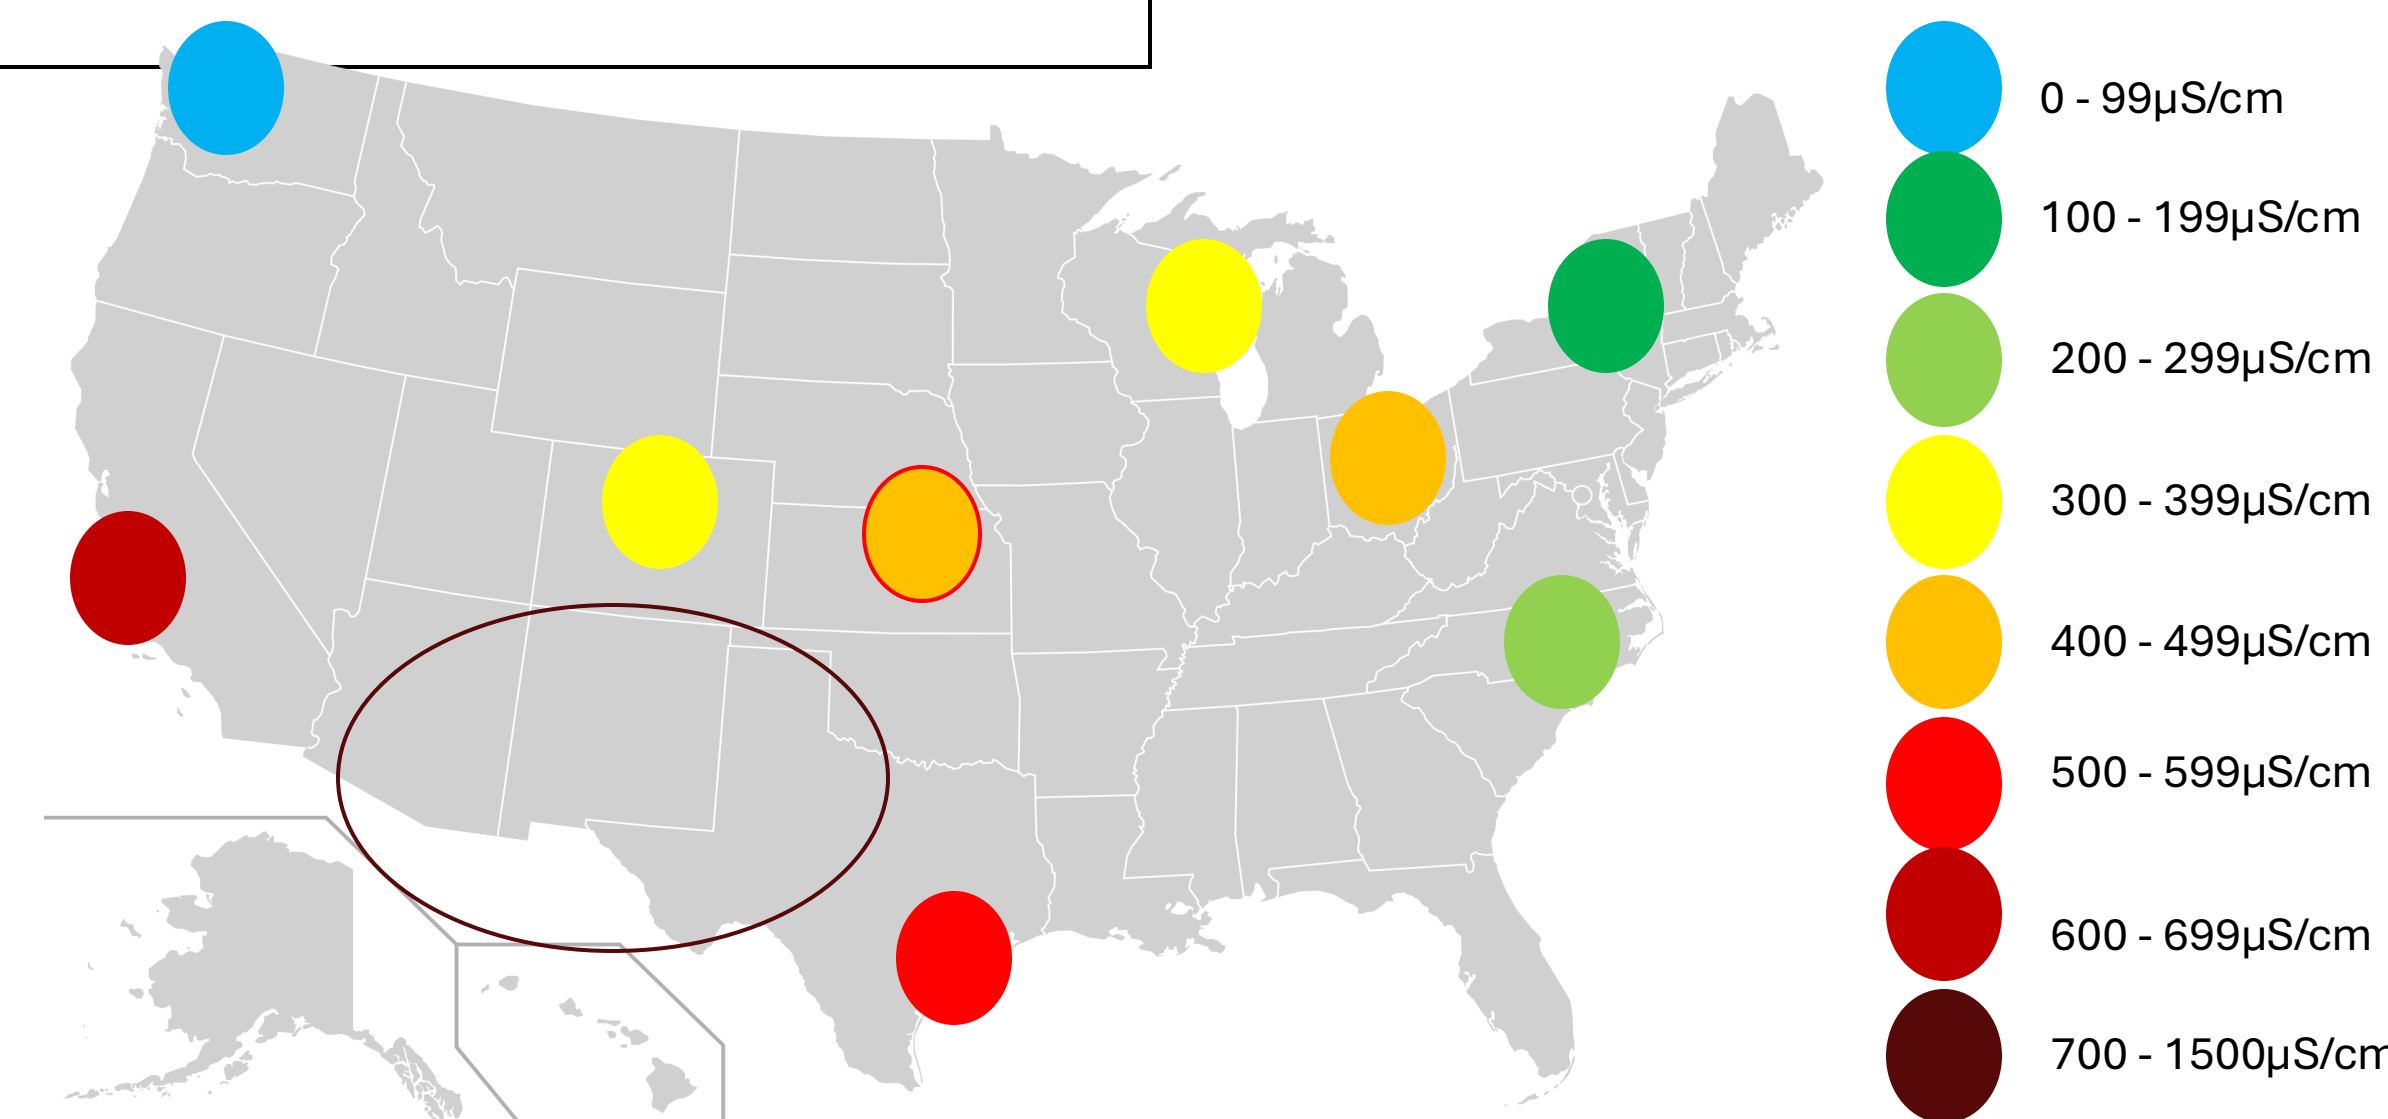 0 - 99µS/cm
100 - 199µS/cm
200 - 299µS/cm
300 - 399µS/cm
400 - 499µS/cm
500 - 599µS/cm
600 - 699µS/cm
700 - 1500µS/cm